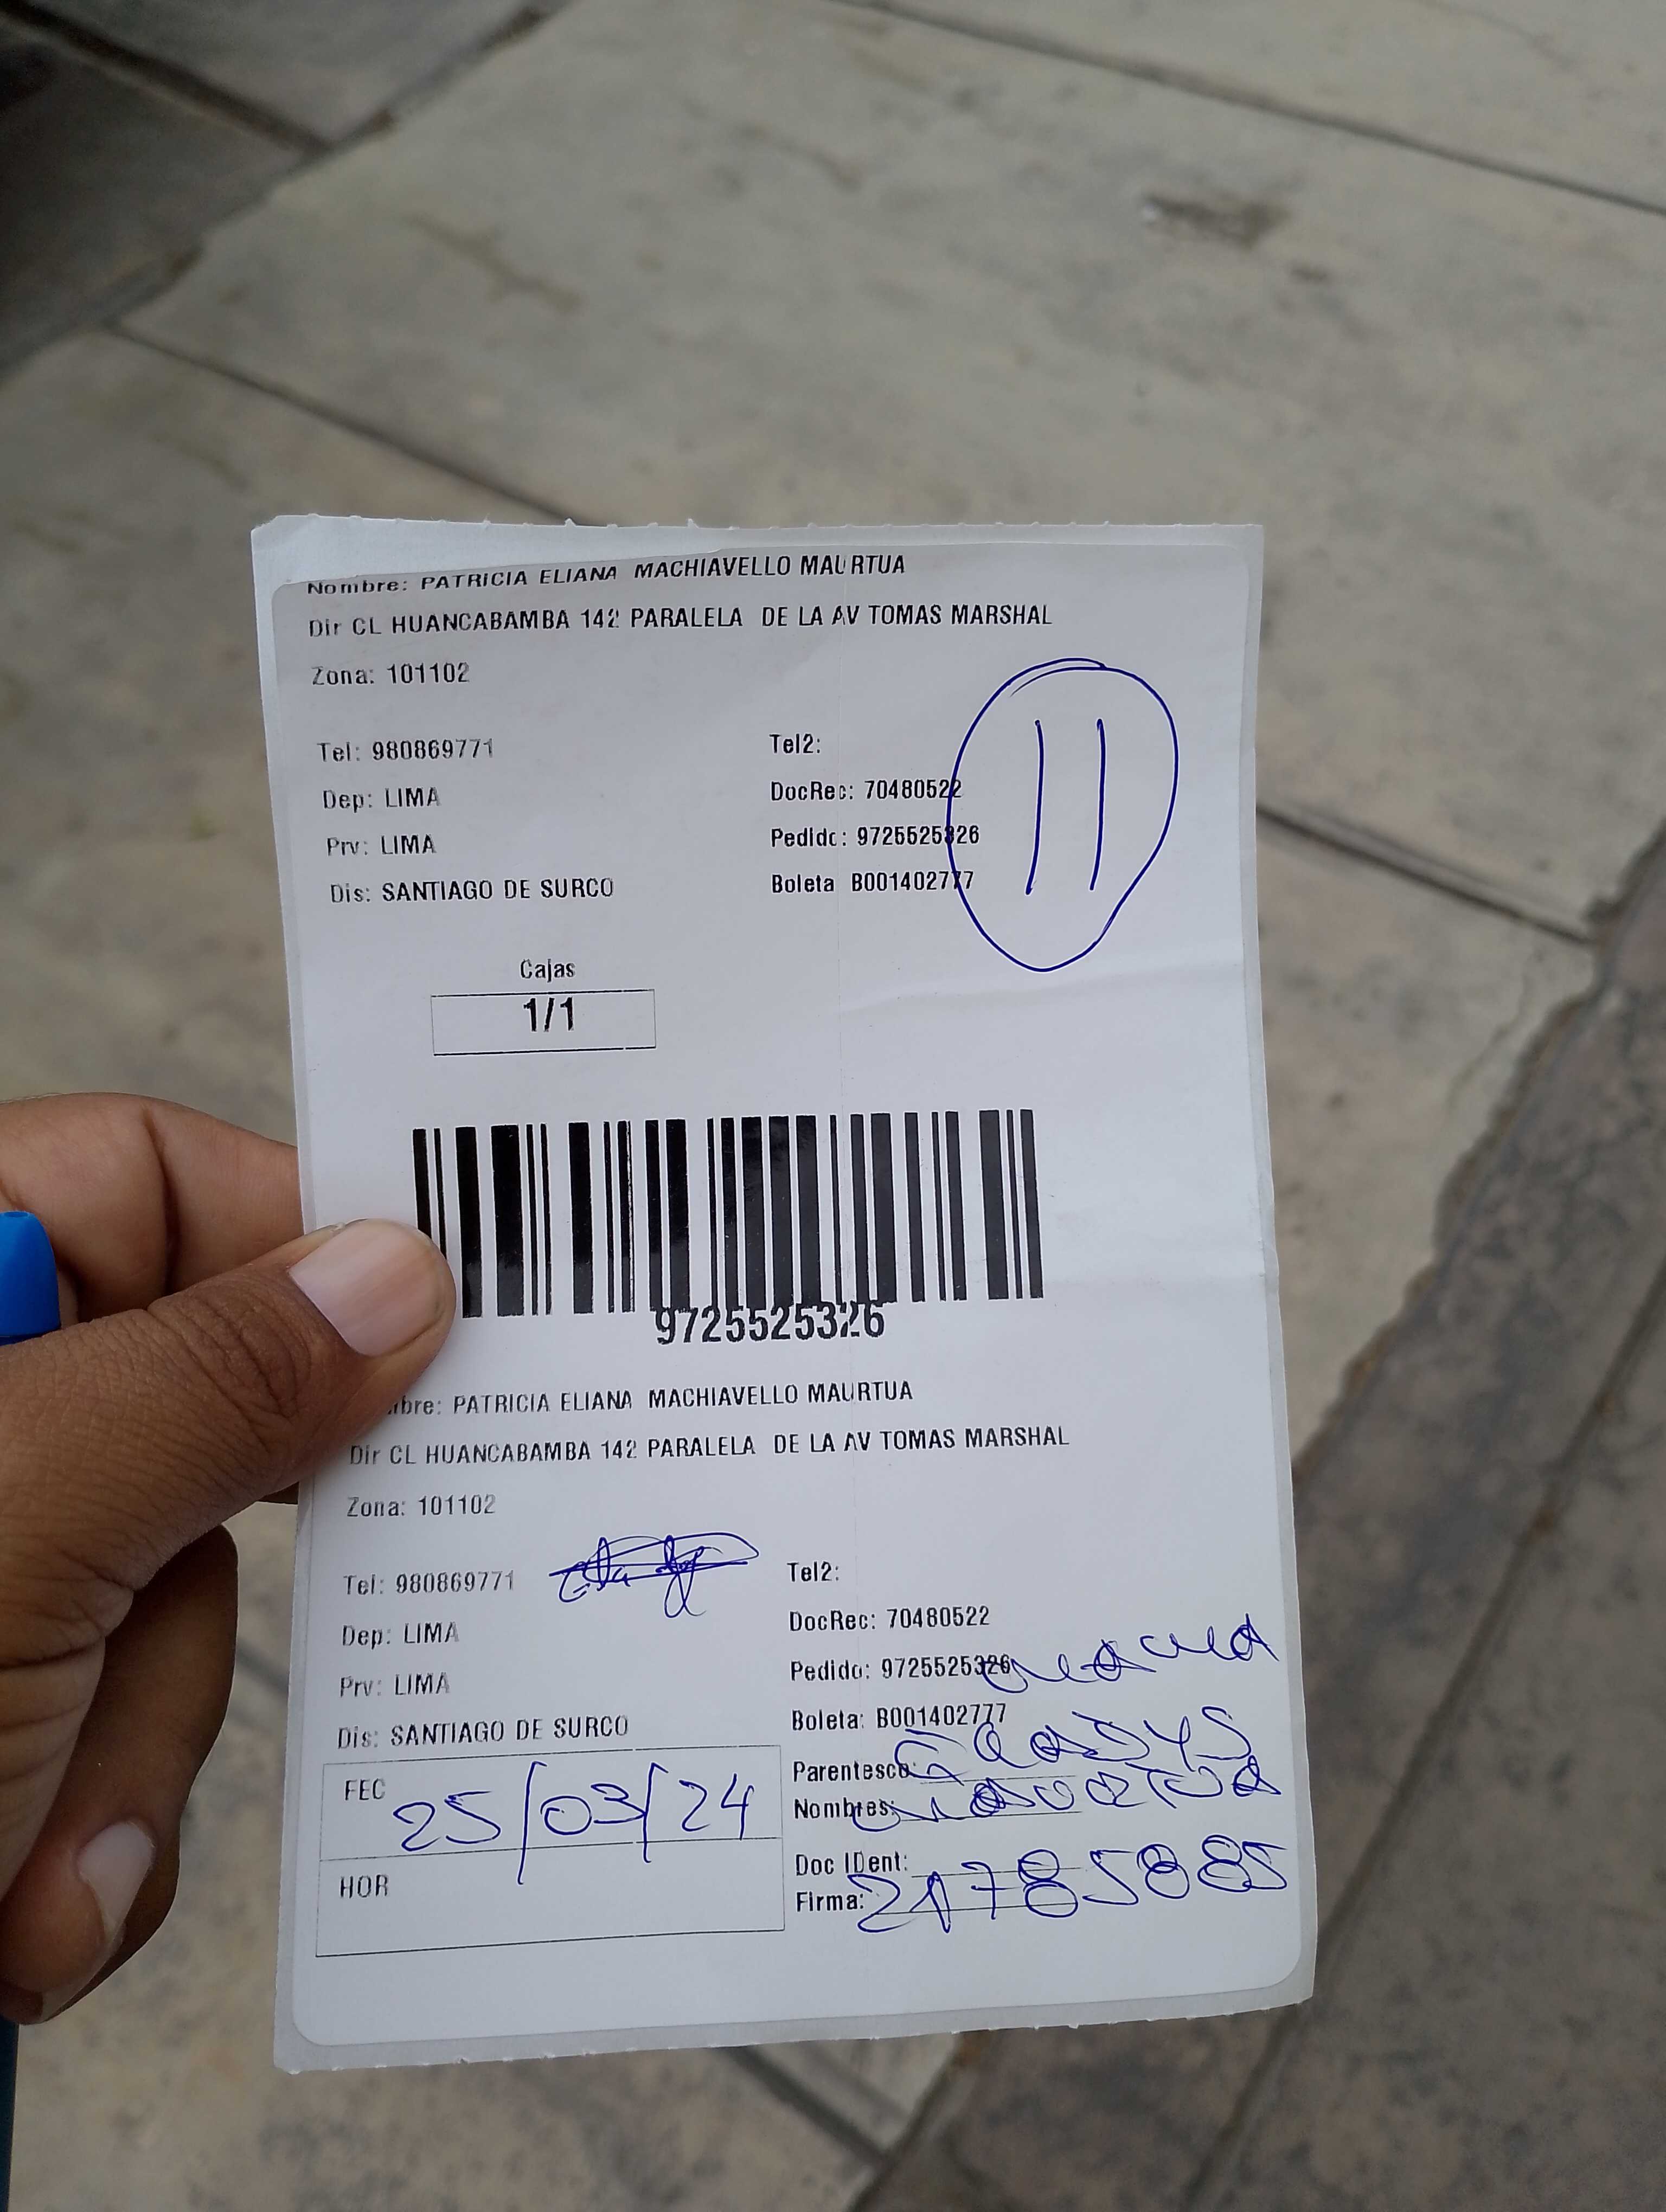 Nombre: PATRICIA ELIANA MACHIAVELLO MAURTUA
Dir CL HUANCABAMBA 142 PARALELA DE LA AV TOMAS MARSHAL
Zona: 101102
Tel: 980869771 Tel2:
Dep: LIMA DocRec: 70480522
Prv: LIMA Pedido: 9725525326
Dis: SANTIAGO DE SURCO Boleta B001402777
11
Cajas
1/1
9725525326
bre: PATRICIA ELIANA MACHIAVELLO MAURTUA
Dir CL HUANCABAMBA 142 PARALELA DE LA AV TOMAS MARSHAL
Zona: 101102
Tel: 980869771 Tel2:
Dep: LIMA DocRec: 70480522
Prv: LIMA Pedido: 9725525326
Dis: SANTIAGO DE SURCO Boleta: B001402777
FEC 25/03/24
HOR
Parentesco:
Nombres:
Doc IDent:
Firma: 21785885